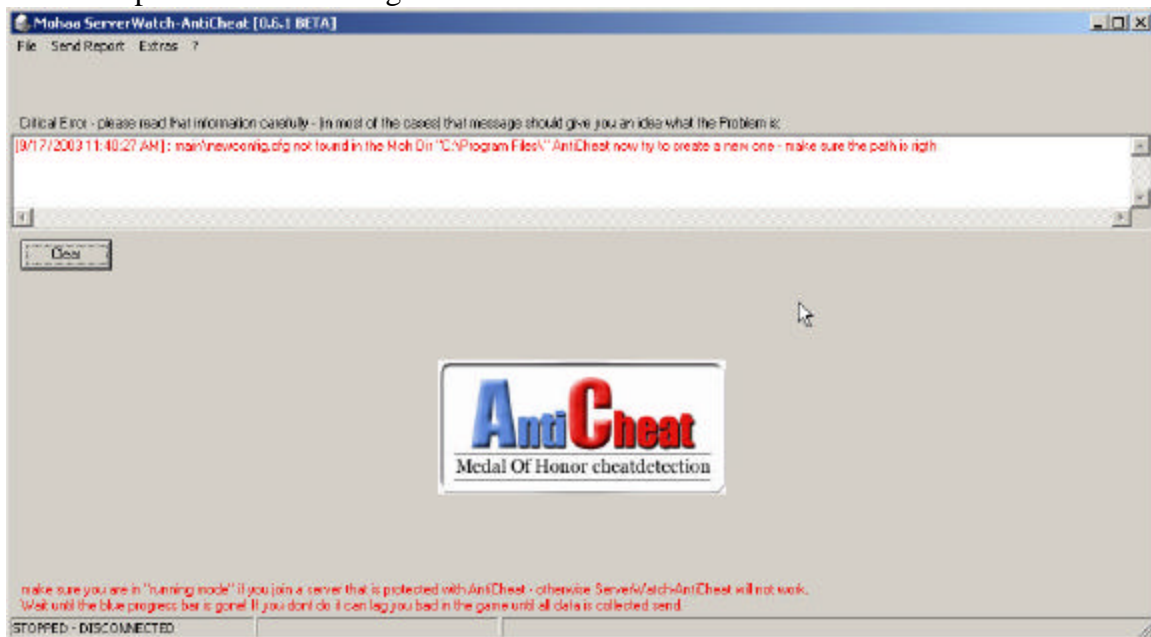 Mohaa ServerWatch-AntiCheat [0.6.1 BETA]
File Send Report Extras ?
Critical Error - please read that information carefully - (in most of the cases) that message should give you an idea what the Problem is:
[9/17/2003 11:40:27 AM] : main\newconfig.cfg not found in the Moh Dir "C:\Program Files\" AntiCheat now try to create a new one - make sure the path is rigth
Clear
AntiCheat
Medal Of Honor cheatdetection
make sure you are in "running mode" if you join a server that is protected with AntiCheat - otherwise ServerWatch-AntiCheat will not work.
Wait until the blue progress bar is gone! If you dont do it can lag you bad in the game until all data is collected send.
STOPPED - DISCONNECTED